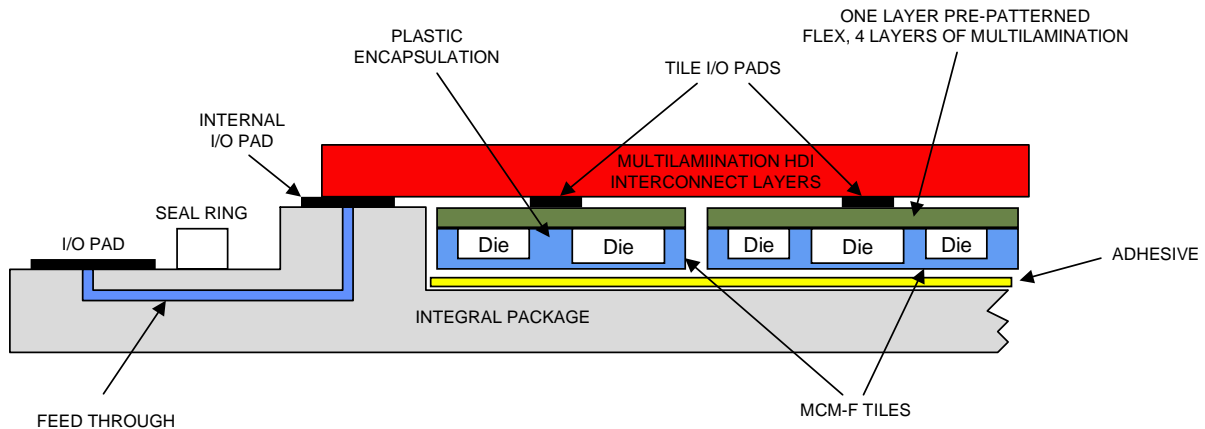 ONE LAYER PRE-PATTERNED
FLEX, 4 LAYERS OF MULTILAMINATION
PLASTIC
ENCAPSULATION
TILE I/O PADS
INTERNAL
I/O PAD
MULTILAMIINATION HDI
INTERCONNECT LAYERS
SEAL RING
I/O PAD
Die
Die
Die
Die
Die
ADHESIVE
INTEGRAL PACKAGE
MCM-F TILES
FEED THROUGH